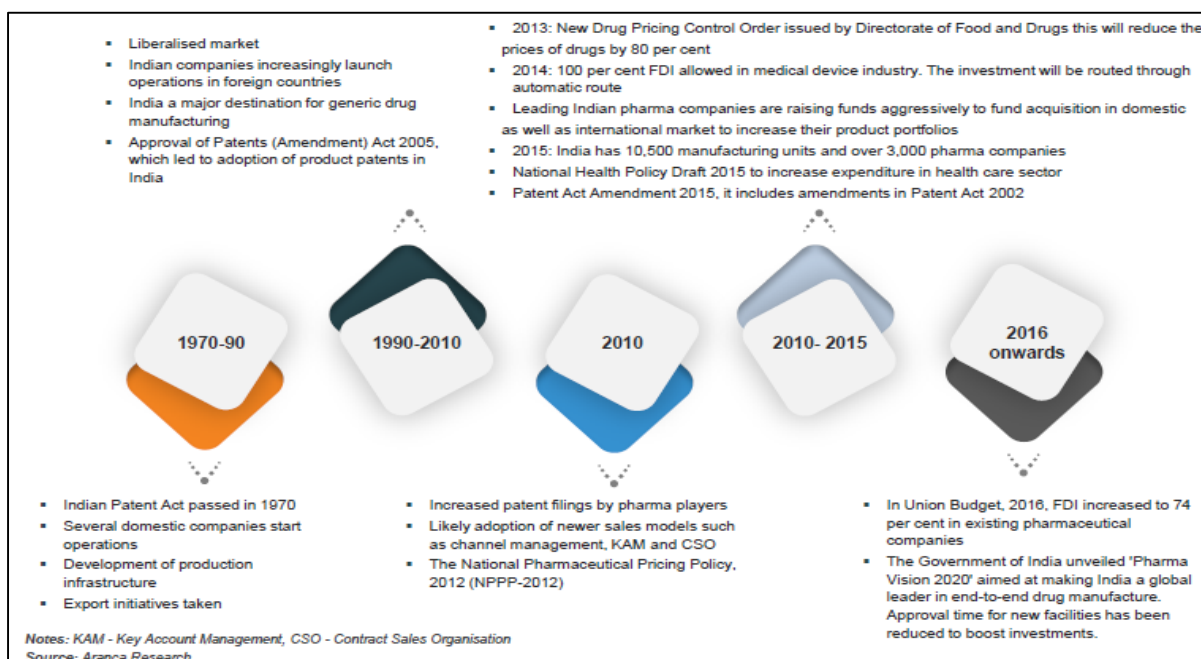 Liberalised market
Indian companies increasingly launch
operations in foreign countries
India a major destination for generic drug
manufacturing
Approval of Patents (Amendment) Act 2005,
which led to adoption of product patents in
India
2013: New Drug Pricing Control Order issued by Directorate of Food and Drugs this will reduce the
prices of drugs by 80 per cent
2014: 100 per cent FDI allowed in medical device industry. The investment will be routed through
automatic route
Leading Indian pharma companies are raising funds aggressively to fund acquisition in domestic
as well as international market to increase their product portfolios
2015: India has 10,500 manufacturing units and over 3,000 pharma companies
National Health Policy Draft 2015 to increase expenditure in health care sector
Patent Act Amendment 2015, it includes amendments in Patent Act 2002
1970-90
1990-2010
2010
2010- 2015
2016
onwards
Indian Patent Act passed in 1970
Several domestic companies start
operations
Development of production
infrastructure
Export initiatives taken
Increased patent filings by pharma players
Likely adoption of newer sales models such
as channel management, KAM and CSO
The National Pharmaceutical Pricing Policy,
2012 (NPPP-2012)
In Union Budget, 2016, FDI increased to 74
per cent in existing pharmaceutical
companies
The Government of India unveiled 'Pharma
Vision 2020' aimed at making India a global
leader in end-to-end drug manufacture.
Approval time for new facilities has been
reduced to boost investments.
Notes: KAM - Key Account Management, CSO - Contract Sales Organisation
Source: Aranca Research